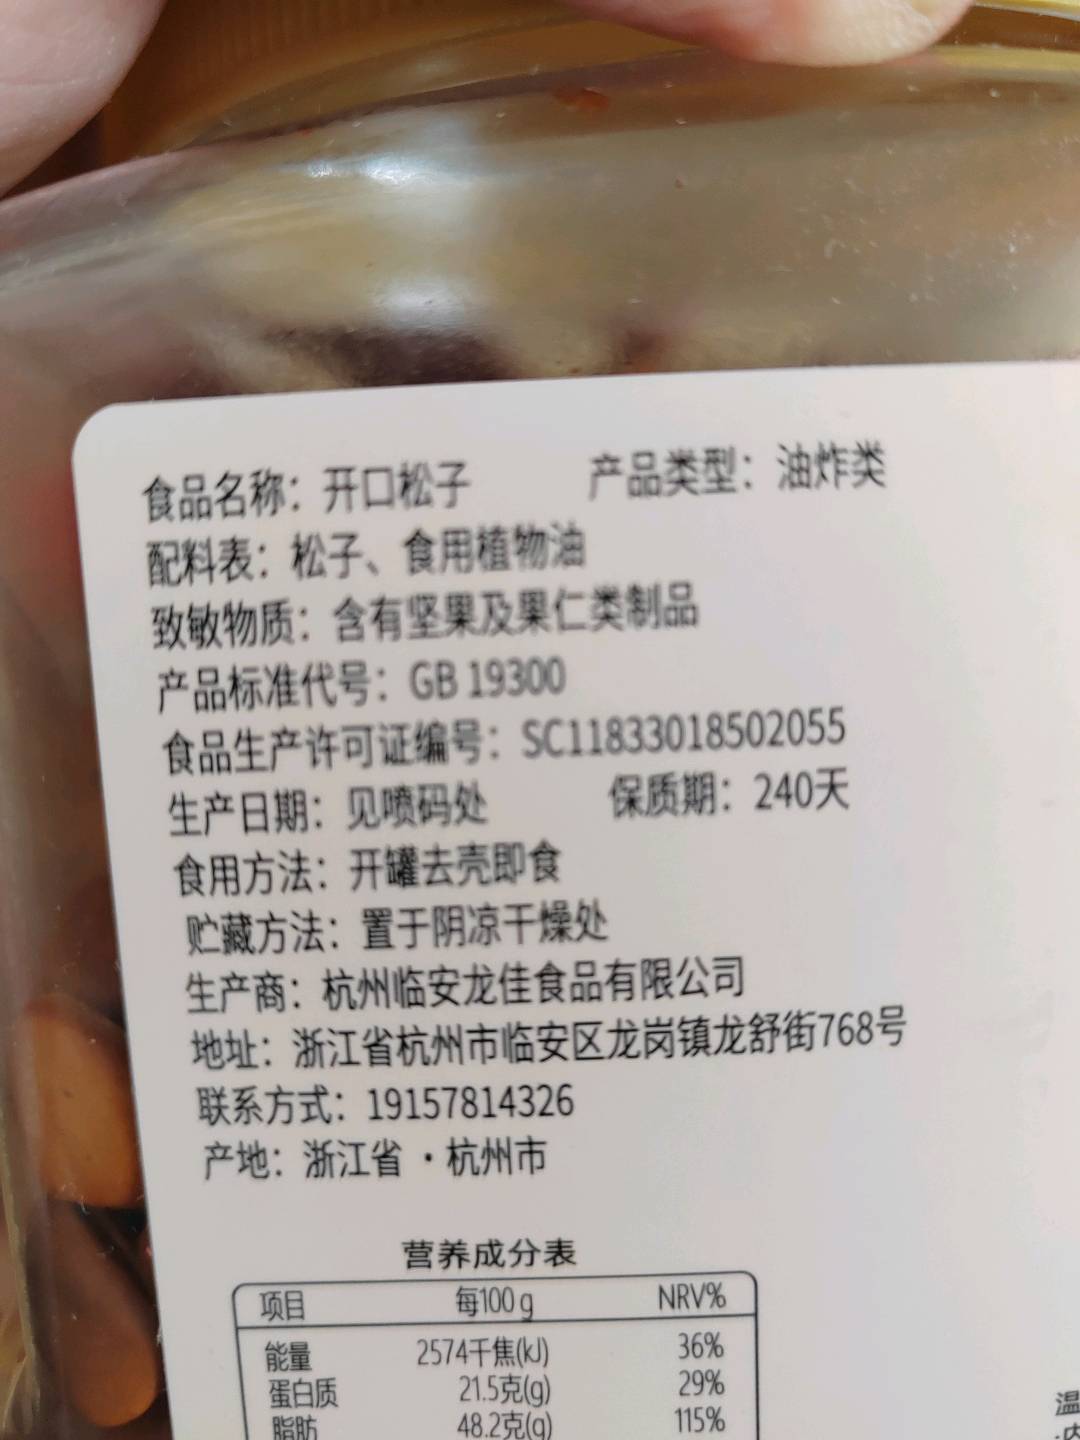 食品名称：开口松子 产品类型：油炸类
配料表：松子、食用植物油
致敏物质：含有坚果及果仁类制品
产品标准代号：GB 19300
食品生产许可证编号：SC11833018502055
生产日期：见喷码处 保质期：240天
食用方法：开罐去壳即食
贮藏方法：置于阴凉干燥处
生产商：杭州临安龙佳食品有限公司
地址：浙江省杭州市临安区龙岗镇龙舒街768号
联系方式：19157814326
产地：浙江省·杭州市
营养成分表
项目 每100g NRV%
能量 2574千焦(kJ) 36%
蛋白质 21.5克(g) 29%
脂肪 48.2克(g) 115%
温